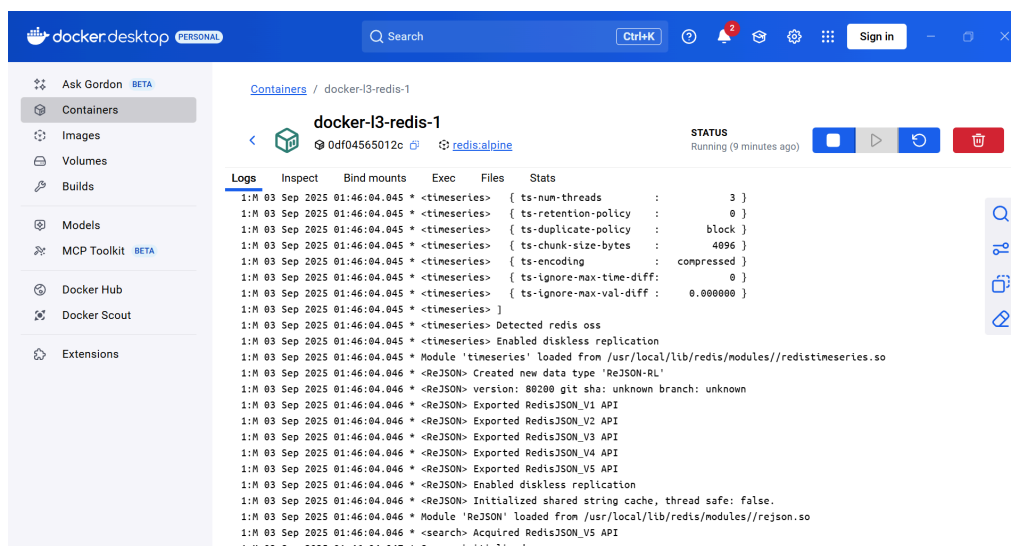 docker desktop PERSONAL
Search
Ctrl+K
2
Sign in
Ask Gordon BETA
Containers
Images
Volumes
Builds
Models
MCP Toolkit BETA
Docker Hub
Docker Scout
Extensions
Containers / docker-l3-redis-1
docker-l3-redis-1
0df04565012c redis:alpine
STATUS
Running (9 minutes ago)
Logs Inspect Bind mounts Exec Files Stats
1:M 03 Sep 2025 01:46:04.045 * <timeseries> { ts-num-threads : 3 }
1:M 03 Sep 2025 01:46:04.045 * <timeseries> { ts-retention-policy : 0 }
1:M 03 Sep 2025 01:46:04.045 * <timeseries> { ts-duplicate-policy : block }
1:M 03 Sep 2025 01:46:04.045 * <timeseries> { ts-chunk-size-bytes : 4096 }
1:M 03 Sep 2025 01:46:04.045 * <timeseries> { ts-encoding : compressed }
1:M 03 Sep 2025 01:46:04.045 * <timeseries> { ts-ignore-max-time-diff: 0 }
1:M 03 Sep 2025 01:46:04.045 * <timeseries> { ts-ignore-max-val-diff : 0.000000 }
1:M 03 Sep 2025 01:46:04.045 * <timeseries> ]
1:M 03 Sep 2025 01:46:04.045 * <timeseries> Detected redis oss
1:M 03 Sep 2025 01:46:04.045 * <timeseries> Enabled diskless replication
1:M 03 Sep 2025 01:46:04.045 * Module 'timeseries' loaded from /usr/local/lib/redis/modules//redistimeseries.so
1:M 03 Sep 2025 01:46:04.046 * <ReJSON> Created new data type 'ReJSON-RL'
1:M 03 Sep 2025 01:46:04.046 * <ReJSON> version: 80200 git sha: unknown branch: unknown
1:M 03 Sep 2025 01:46:04.046 * <ReJSON> Exported RedisJSON_V1 API
1:M 03 Sep 2025 01:46:04.046 * <ReJSON> Exported RedisJSON_V2 API
1:M 03 Sep 2025 01:46:04.046 * <ReJSON> Exported RedisJSON_V3 API
1:M 03 Sep 2025 01:46:04.046 * <ReJSON> Exported RedisJSON_V4 API
1:M 03 Sep 2025 01:46:04.046 * <ReJSON> Exported RedisJSON_V5 API
1:M 03 Sep 2025 01:46:04.046 * <ReJSON> Enabled diskless replication
1:M 03 Sep 2025 01:46:04.046 * <ReJSON> Initialized shared string cache, thread safe: false.
1:M 03 Sep 2025 01:46:04.046 * Module 'ReJSON' loaded from /usr/local/lib/redis/modules//rejson.so
1:M 03 Sep 2025 01:46:04.046 * <search> Acquired RedisJSON_V5 API